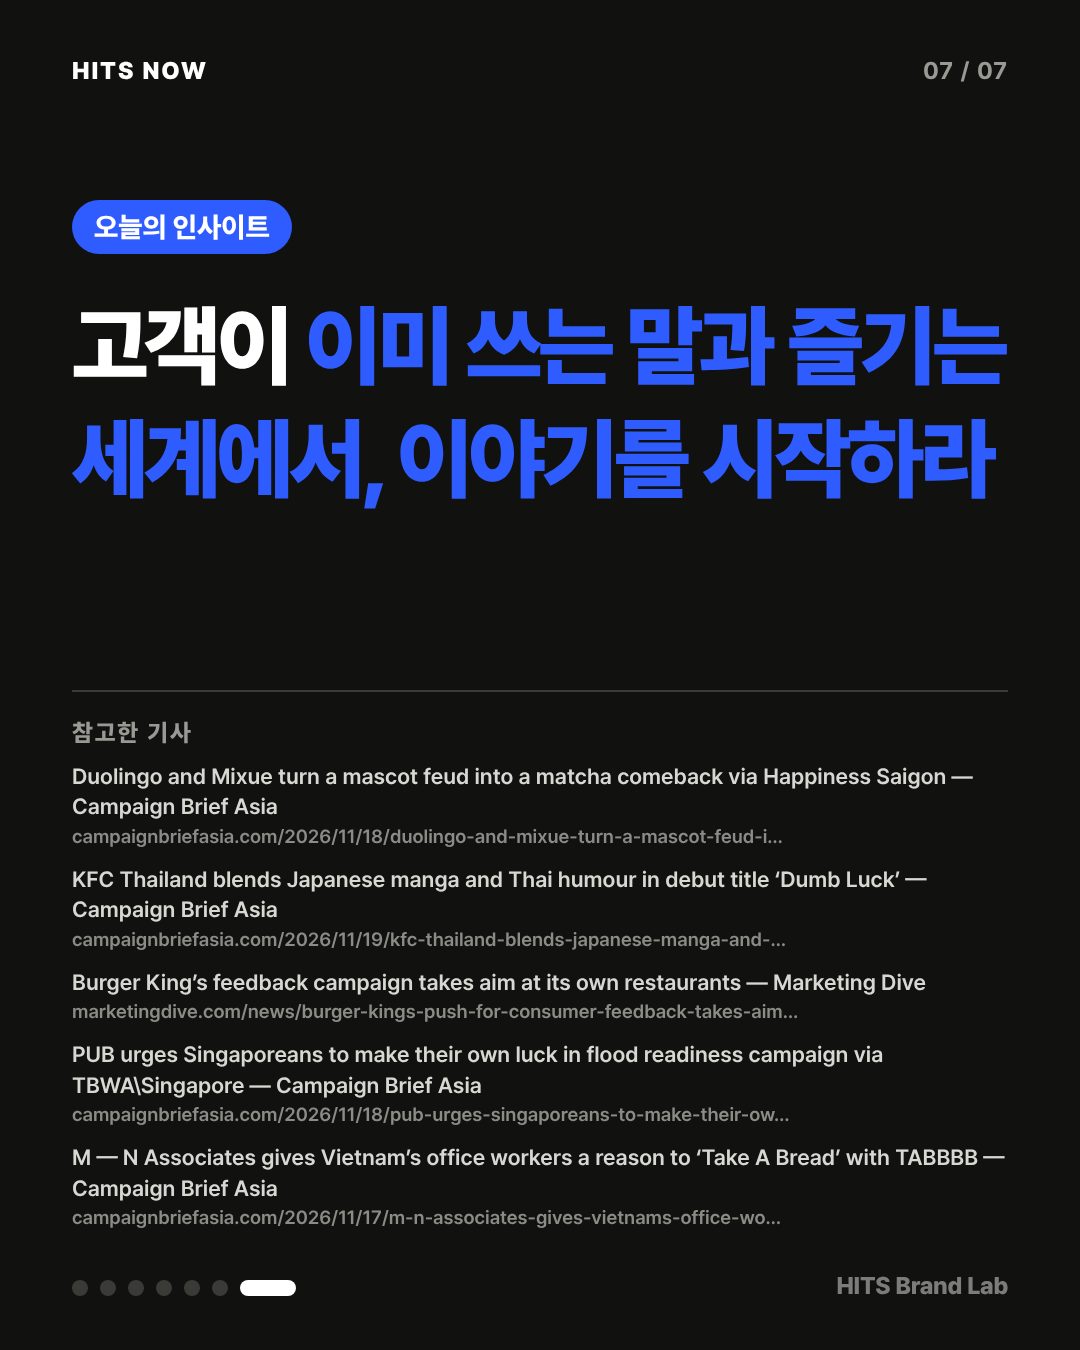 HITS NOW
07 / 07
오늘의 인사이트
고객이 이미 쓰는 말과 즐기는
세계에서, 이야기를 시작하라
참고한 기사
Duolingo and Mixue turn a mascot feud into a matcha comeback via Happiness Saigon —
Campaign Brief Asia
campaignbriefasia.com/2026/11/18/duolingo-and-mixue-turn-a-mascot-feud-i...
KFC Thailand blends Japanese manga and Thai humour in debut title ‘Dumb Luck’ —
Campaign Brief Asia
campaignbriefasia.com/2026/11/19/kfc-thailand-blends-japanese-manga-and-...
Burger King’s feedback campaign takes aim at its own restaurants — Marketing Dive
marketingdive.com/news/burger-kings-push-for-consumer-feedback-takes-aim...
PUB urges Singaporeans to make their own luck in flood readiness campaign via
TBWA\Singapore — Campaign Brief Asia
campaignbriefasia.com/2026/11/18/pub-urges-singaporeans-to-make-their-ow...
M — N Associates gives Vietnam’s office workers a reason to ‘Take A Bread’ with TABBBB —
Campaign Brief Asia
campaignbriefasia.com/2026/11/17/m-n-associates-gives-vietnams-office-wo...
HITS Brand Lab